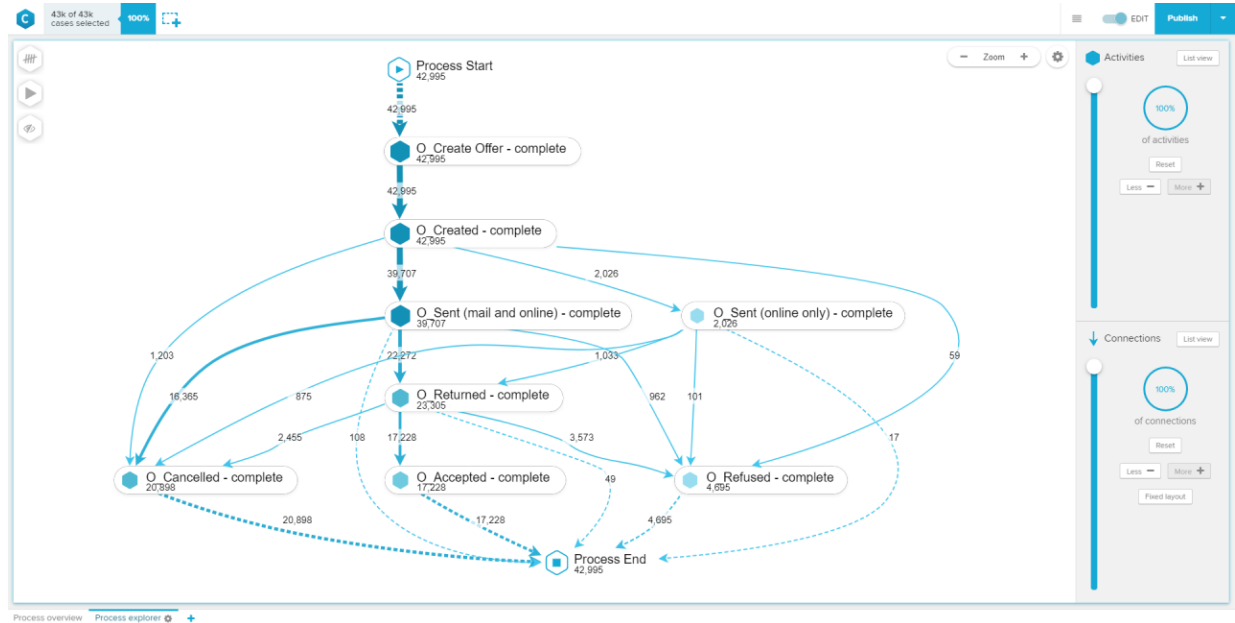 C
43k of 43k
cases selected
100%
EDIT
Publish
Zoom
Process Start
42,995
42,995
O_Create Offer - complete
42,995
42,995
O_Created - complete
42,995
39,707
2,026
O_Sent (mail and online) - complete
39,707
O_Sent (online only) - complete
2,026
1,203
22,272
1,033
59
O_Returned - complete
23,305
16,365
875
962
101
2,455
108
17,228
3,573
17
O_Cancelled - complete
20,898
O_Accepted - complete
17,228
49
O_Refused - complete
4,695
20,898
17,228
4,695
Process End
42,995
Activities
List view
100%
of activities
Reset
Less −
More +
Connections
List view
100%
of connections
Reset
Less −
More +
Fixed layout
Process overview
Process explorer